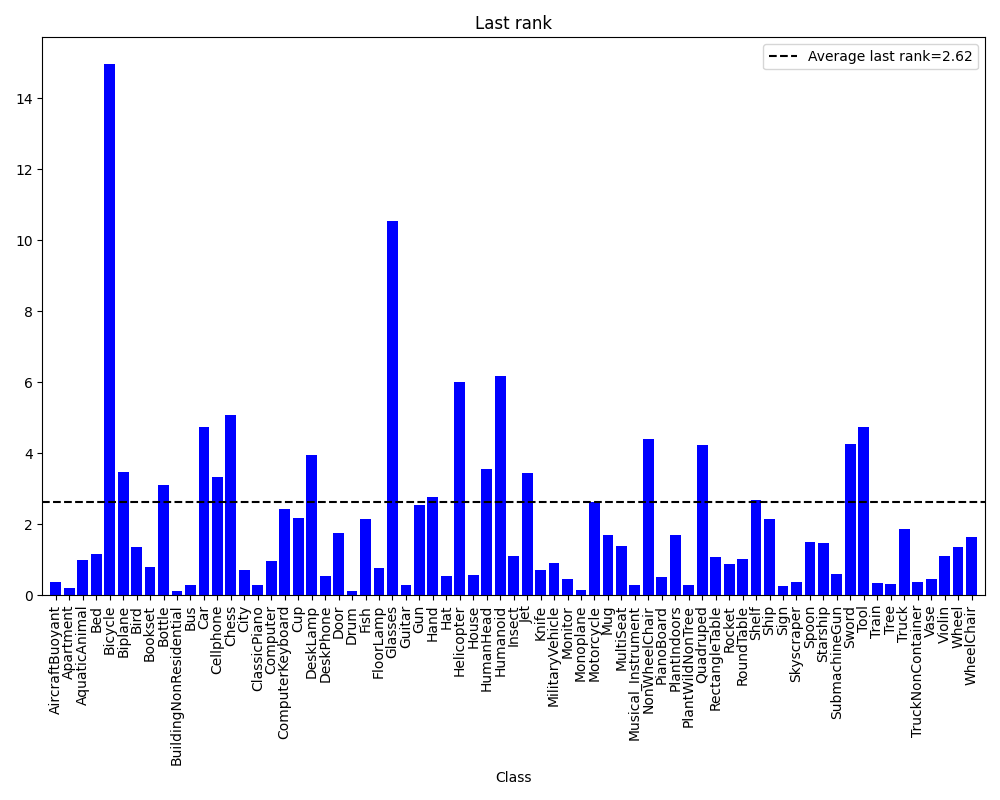 Last rank
Average last rank=2.62
14
12
10
8
6
4
2
0
AircraftBuoyant
Apartment
AquaticAnimal
Bed
Bicycle
Biplane
Bird
Bookset
Bottle
BuildingNonResidential
Bus
Car
Cellphone
Chess
City
ClassicPiano
Computer
ComputerKeyboard
Cup
DeskLamp
DeskPhone
Door
Drum
Fish
FloorLamp
Glasses
Guitar
Gun
Hand
Hat
Helicopter
House
HumanHead
Humanoid
Insect
Jet
Knife
MilitaryVehicle
Monitor
Monoplane
Motorcycle
Mug
MultiSeat
Musical_Instrument
NonWheelChair
PianoBoard
PlantIndoors
PlantWildNonTree
Quadruped
RectangleTable
Rocket
RoundTable
Shelf
Ship
Sign
Skyscraper
Spoon
Starship
SubmachineGun
Sword
Tool
Train
Tree
Truck
TruckNonContainer
Vase
Violin
Wheel
WheelChair
Class